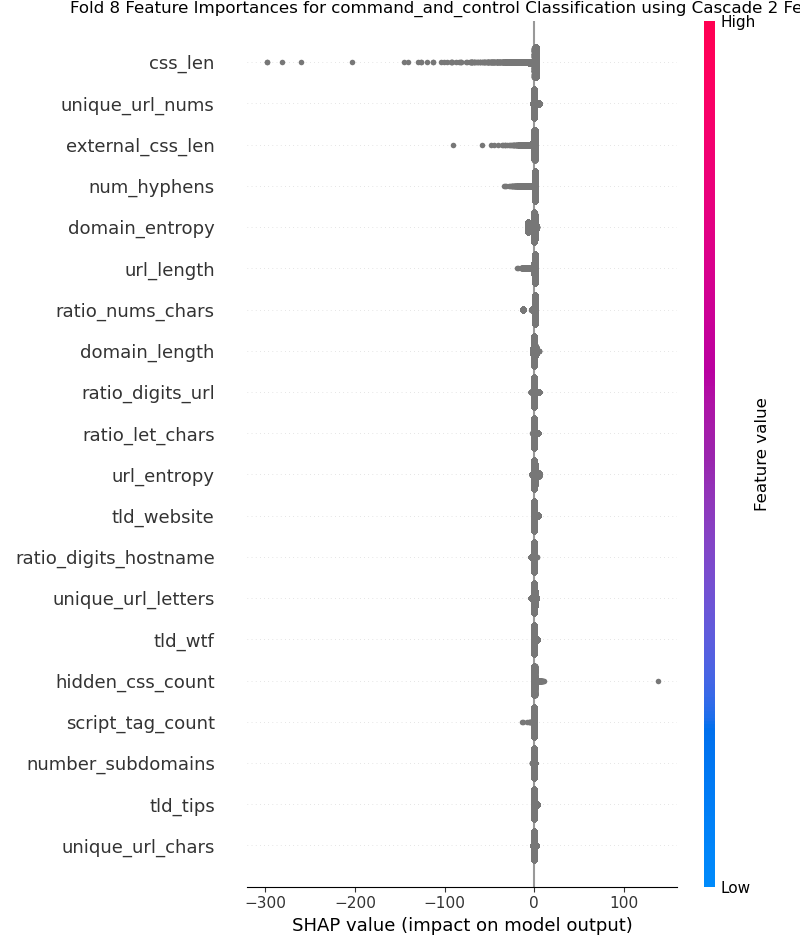 Fold 8 Feature Importances for command_and_control Classification using Cascade 2 Fe
High
css_len
unique_url_nums
external_css_len
num_hyphens
domain_entropy
url_length
ratio_nums_chars
domain_length
ratio_digits_url
ratio_let_chars
url_entropy
tld_website
ratio_digits_hostname
unique_url_letters
tld_wtf
hidden_css_count
script_tag_count
number_subdomains
tld_tips
unique_url_chars
Feature value
Low
−300 −200 −100 0 100
SHAP value (impact on model output)